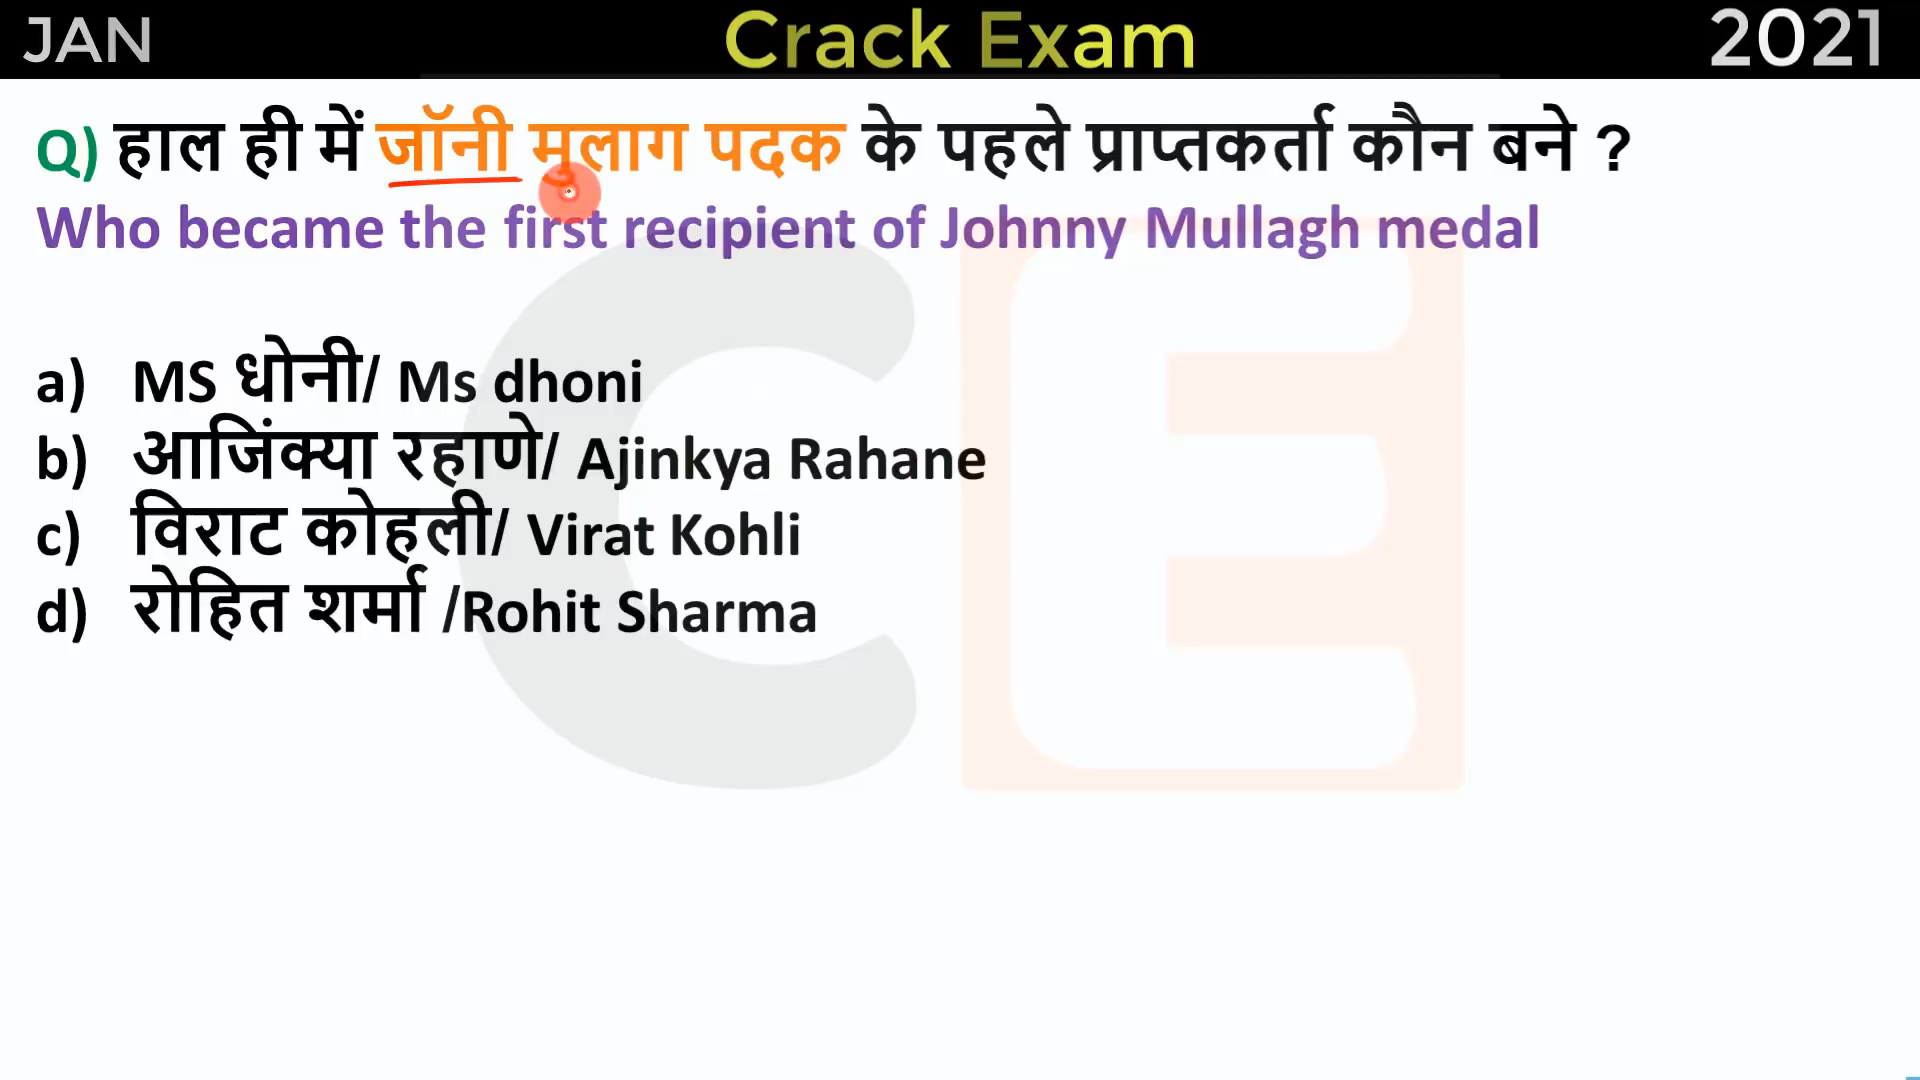 JAN Crack Exam 2021
Q) हाल ही में जॉनी मुलाग पदक के पहले प्राप्तकर्ता कौन बने ?
Who became the first recipient of Johnny Mullagh medal
a) MS धोनी/ Ms dhoni
b) आजिंक्या रहाणे/ Ajinkya Rahane
c) विराट कोहली/ Virat Kohli
d) रोहित शर्मा /Rohit Sharma
CE